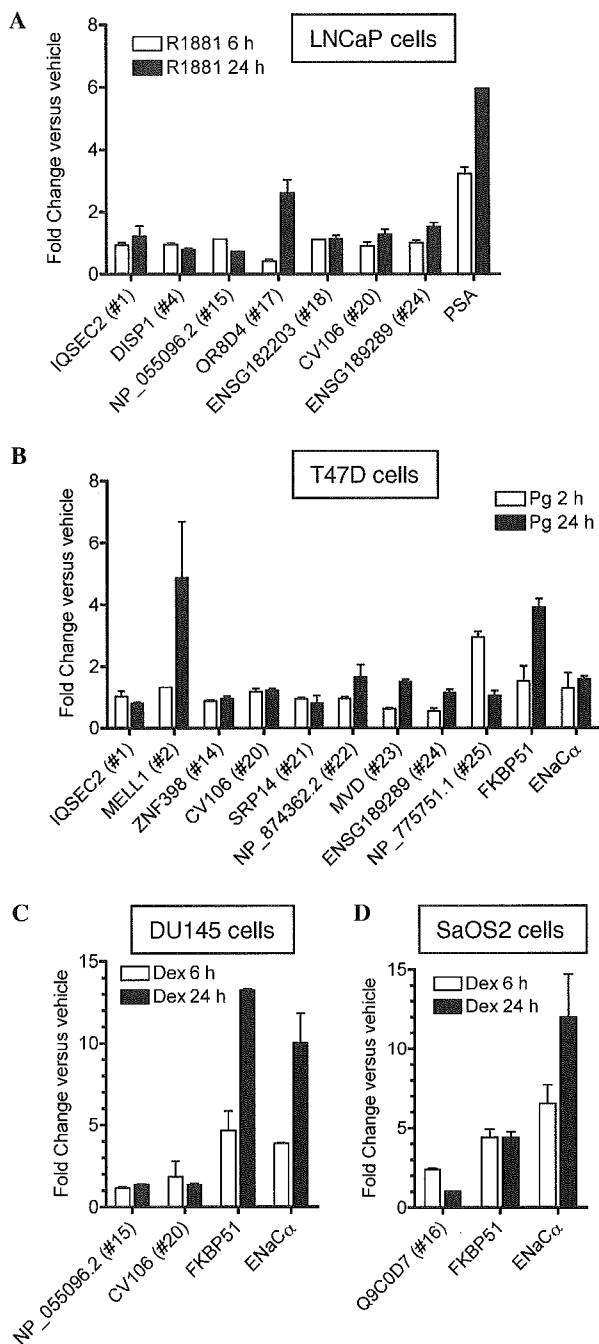 A
LNCaP cells
R1881 6 h
R1881 24 h
Fold Change versus vehicle
8
6
4
2
0
IQSEC2 (#1)
DISP1 (#4)
NP_055096.2 (#15)
OR8D4 (#17)
ENSG182203 (#18)
CV106 (#20)
ENSG189289 (#24)
PSA
B
T47D cells
Pg 2 h
Pg 24 h
Fold Change versus vehicle
8
6
4
2
0
IQSEC2 (#1)
MELL1 (#2)
ZNF398 (#14)
CV106 (#20)
SRP14 (#21)
NP_874362.2 (#22)
MVD (#23)
ENSG189289 (#24)
NP_775751.1 (#25)
FKBP51
ENaCα
C
DU145 cells
Dex 6 h
Dex 24 h
Fold Change versus vehicle
15
10
5
0
NP_055096.2 (#15)
CV106 (#20)
FKBP51
ENaCα
D
SaOS2 cells
Dex 6 h
Dex 24 h
Fold Change versus vehicle
15
10
5
0
Q9C0D7 (#16)
FKBP51
ENaCα